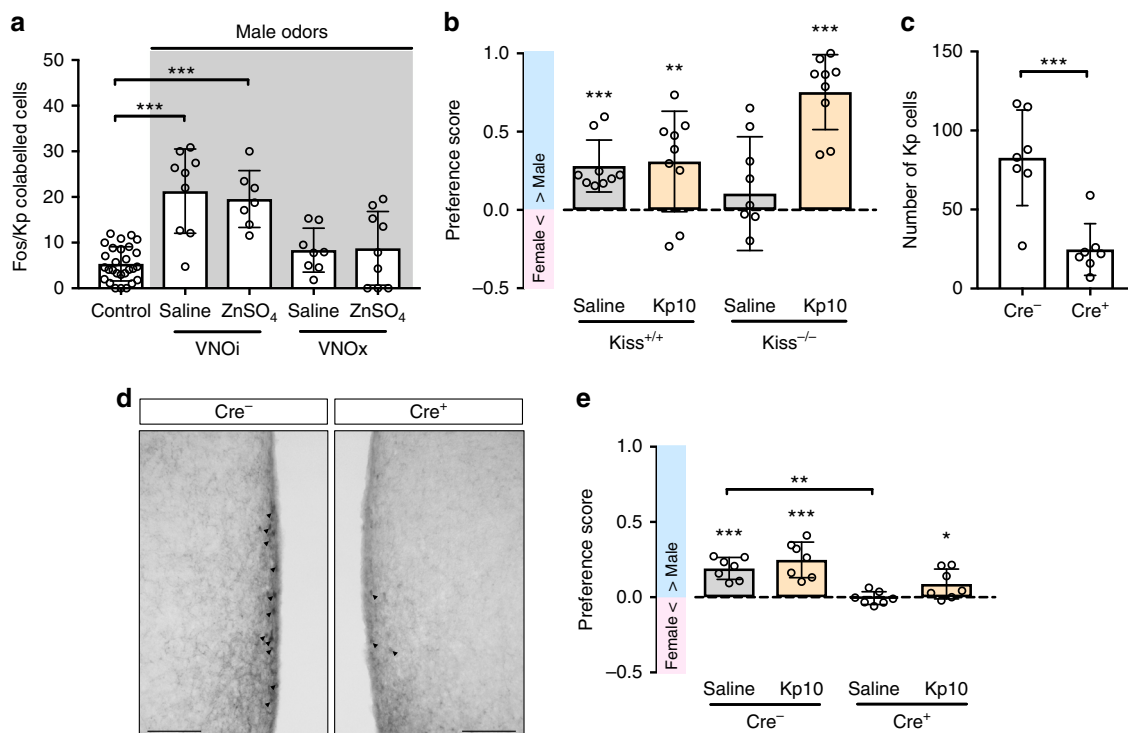 a
Male odors
Fos/Kp colabelled cells
50
40
30
20
10
0
***
***
Control
Saline
ZnSO4
Saline
ZnSO4
VNOi
VNOx
b
Preference score
Female < > Male
1.0
0.5
0.0
−0.5
***
**
***
Saline
Kp10
Saline
Kp10
Kiss+/+
Kiss−/−
c
Number of Kp cells
150
100
50
0
***
Cre−
Cre+
d
Cre−
Cre+
e
Preference score
Female < > Male
1.0
0.5
0.0
−0.5
**
***
***
*
Saline
Kp10
Saline
Kp10
Cre−
Cre+